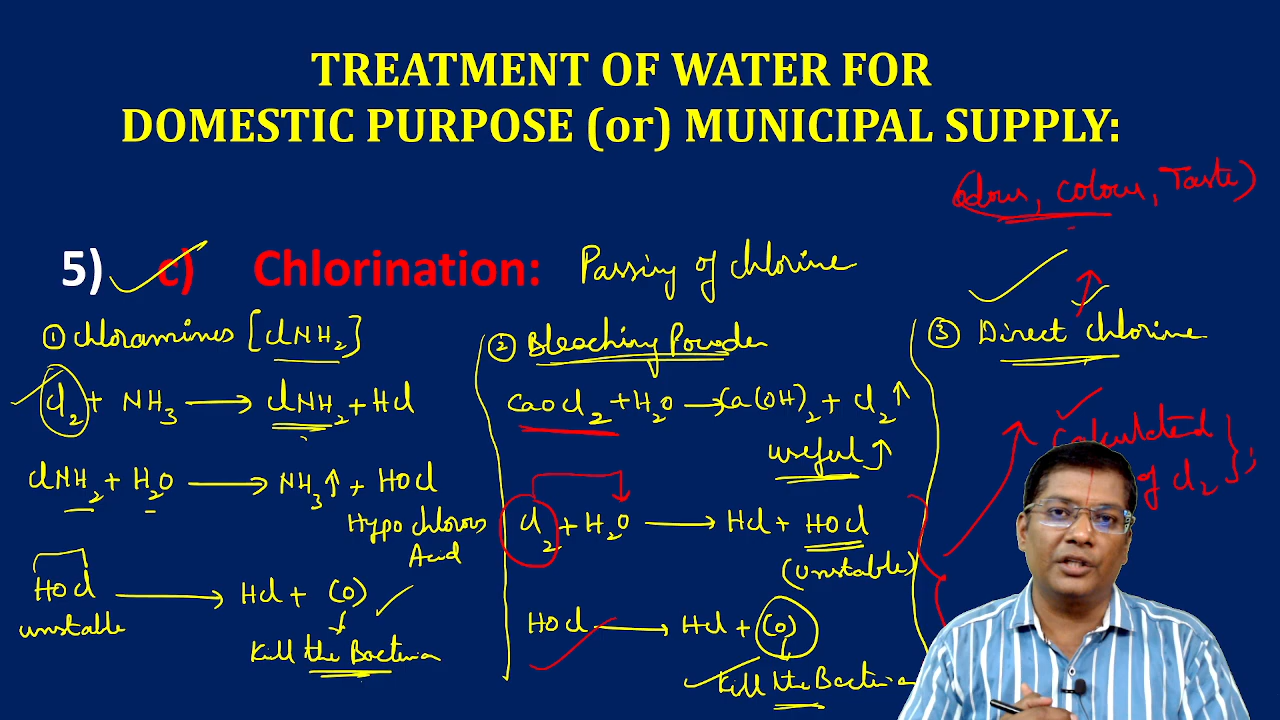 TREATMENT OF WATER FOR
DOMESTIC PURPOSE (or) MUNICIPAL SUPPLY:
(odour, colour, Taste)
5) c) Chlorination: Passing of chlorine
① Chloramines [ClNH₂]
Cl₂ + NH₃ → ClNH₂ + HCl
ClNH₂ + H₂O → NH₃↑ + HOCl
Hypochlorous
Acid
HOCl → HCl + (O)
unstable
Kill the Bacteria
② Bleaching Powder
CaOCl₂ + H₂O → Ca(OH)₂ + Cl₂↑
useful
Cl₂ + H₂O → HCl + HOCl
(unstable)
HOCl → HCl + (O)
Kill the Bacteria
③ Direct chlorine
Calculated
of Cl₂